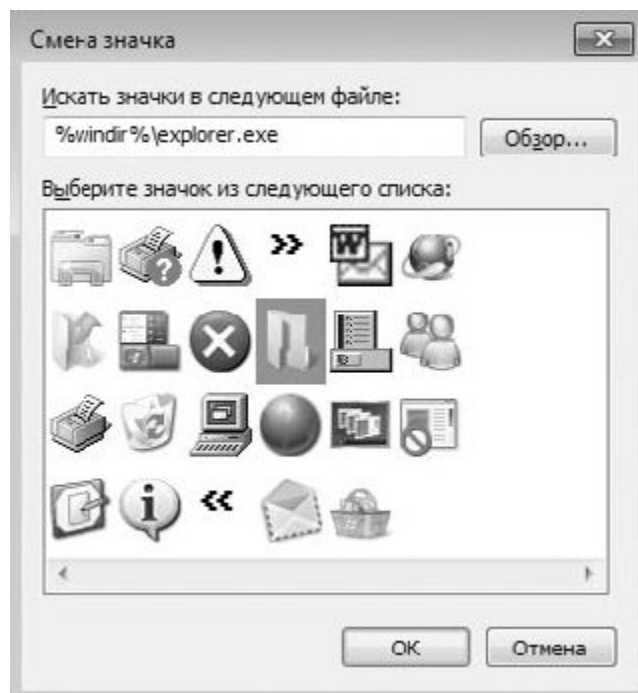 Смена значка
Искать значки в следующем файле:
%windir%\explorer.exe
Обзор...
Выберите значок из следующего списка:
OK
Отмена